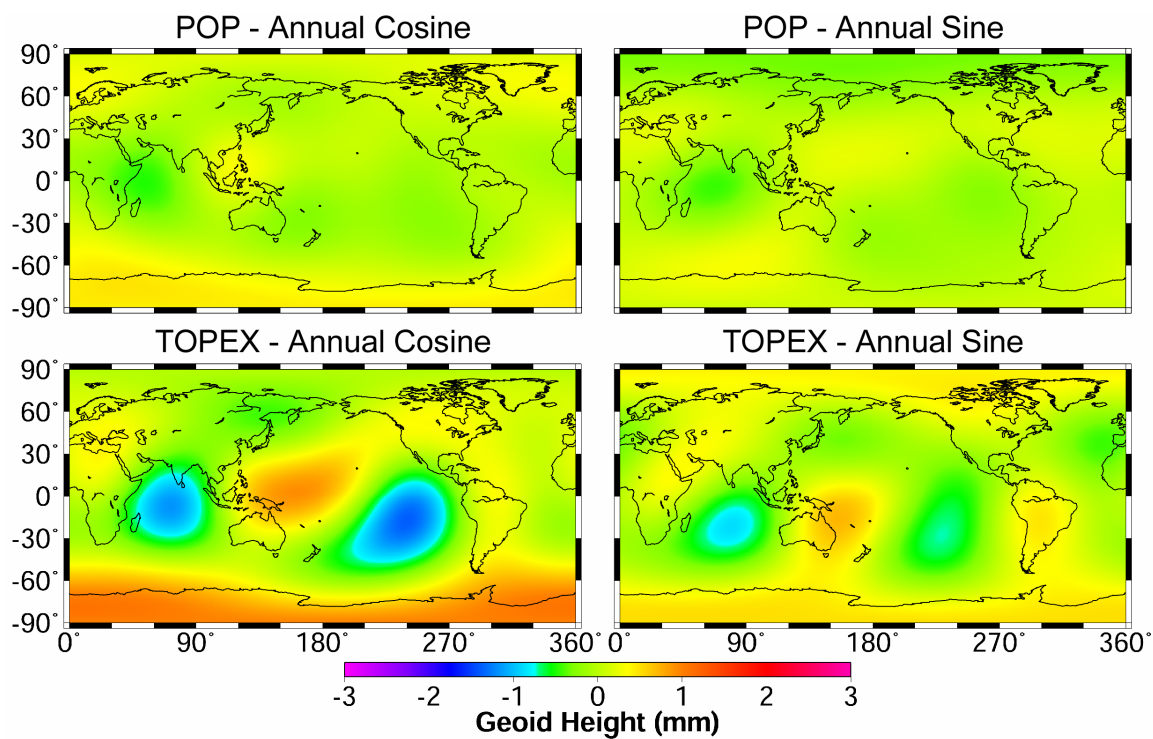 POP - Annual Cosine POP - Annual Sine
90°
60°
30°
0°
-30°
-60°
-90°
TOPEX - Annual Cosine TOPEX - Annual Sine
90°
60°
30°
0°
-30°
-60°
-90°
0° 90° 180° 270° 360° 0° 90° 180° 270° 360°
-3 -2 -1 0 1 2 3
Geoid Height (mm)